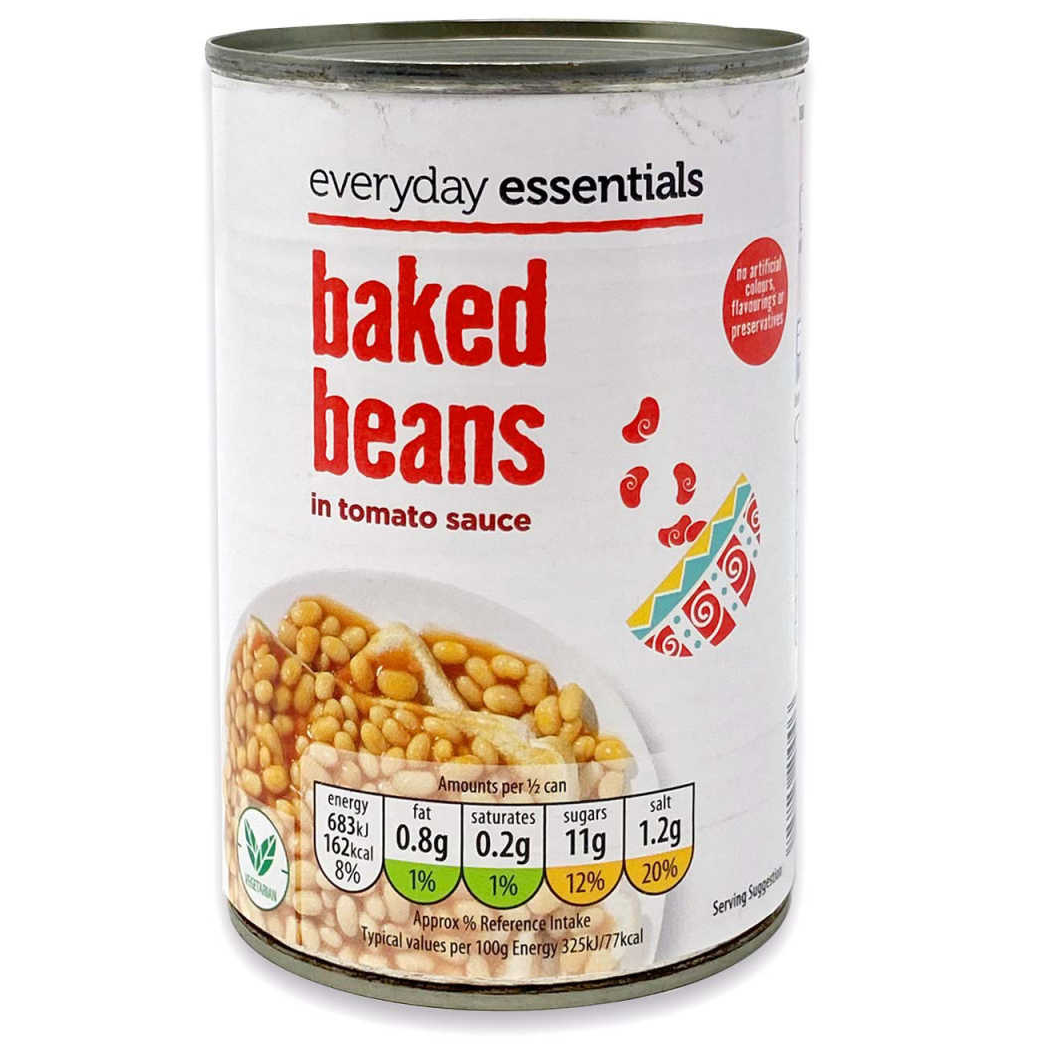 everyday essentials
baked
beans
in tomato sauce
no artificial
colours,
flavourings or
preservatives
Amounts per ½ can
energy
683kJ
162kcal
8%
fat
0.8g
1%
saturates
0.2g
1%
sugars
11g
12%
salt
1.2g
20%
Approx % Reference Intake
Typical values per 100g Energy 325kJ/77kcal
VEGETARIAN
Serving Suggestion